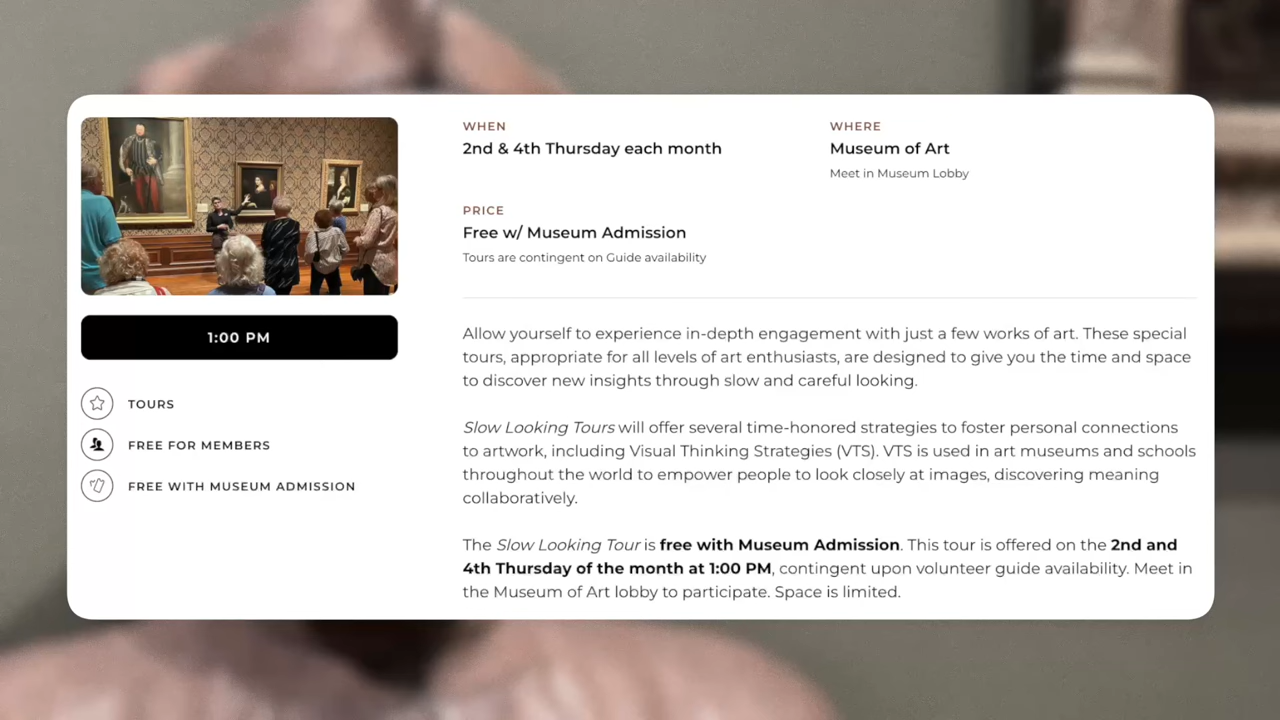 WHEN
2nd & 4th Thursday each month
WHERE
Museum of Art
Meet in Museum Lobby
PRICE
Free w/ Museum Admission
Tours are contingent on Guide availability
1:00 PM
TOURS
FREE FOR MEMBERS
FREE WITH MUSEUM ADMISSION
Allow yourself to experience in-depth engagement with just a few works of art. These special
tours, appropriate for all levels of art enthusiasts, are designed to give you the time and space
to discover new insights through slow and careful looking.
Slow Looking Tours will offer several time-honored strategies to foster personal connections
to artwork, including Visual Thinking Strategies (VTS). VTS is used in art museums and schools
throughout the world to empower people to look closely at images, discovering meaning
collaboratively.
The Slow Looking Tour is free with Museum Admission. This tour is offered on the 2nd and
4th Thursday of the month at 1:00 PM, contingent upon volunteer guide availability. Meet in
the Museum of Art lobby to participate. Space is limited.